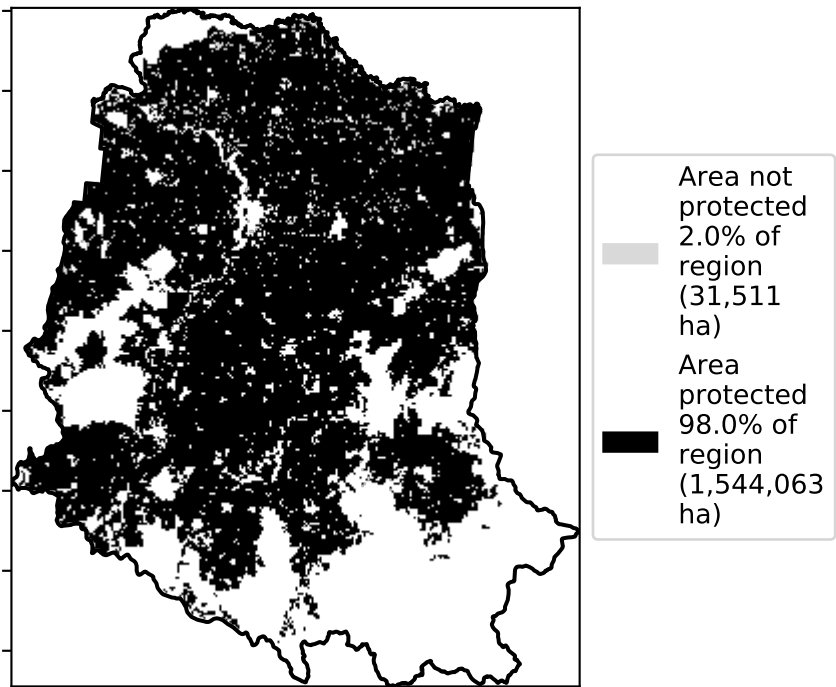 Area not
protected
2.0% of
region
(31,511
ha)
Area
protected
98.0% of
region
(1,544,063
ha)